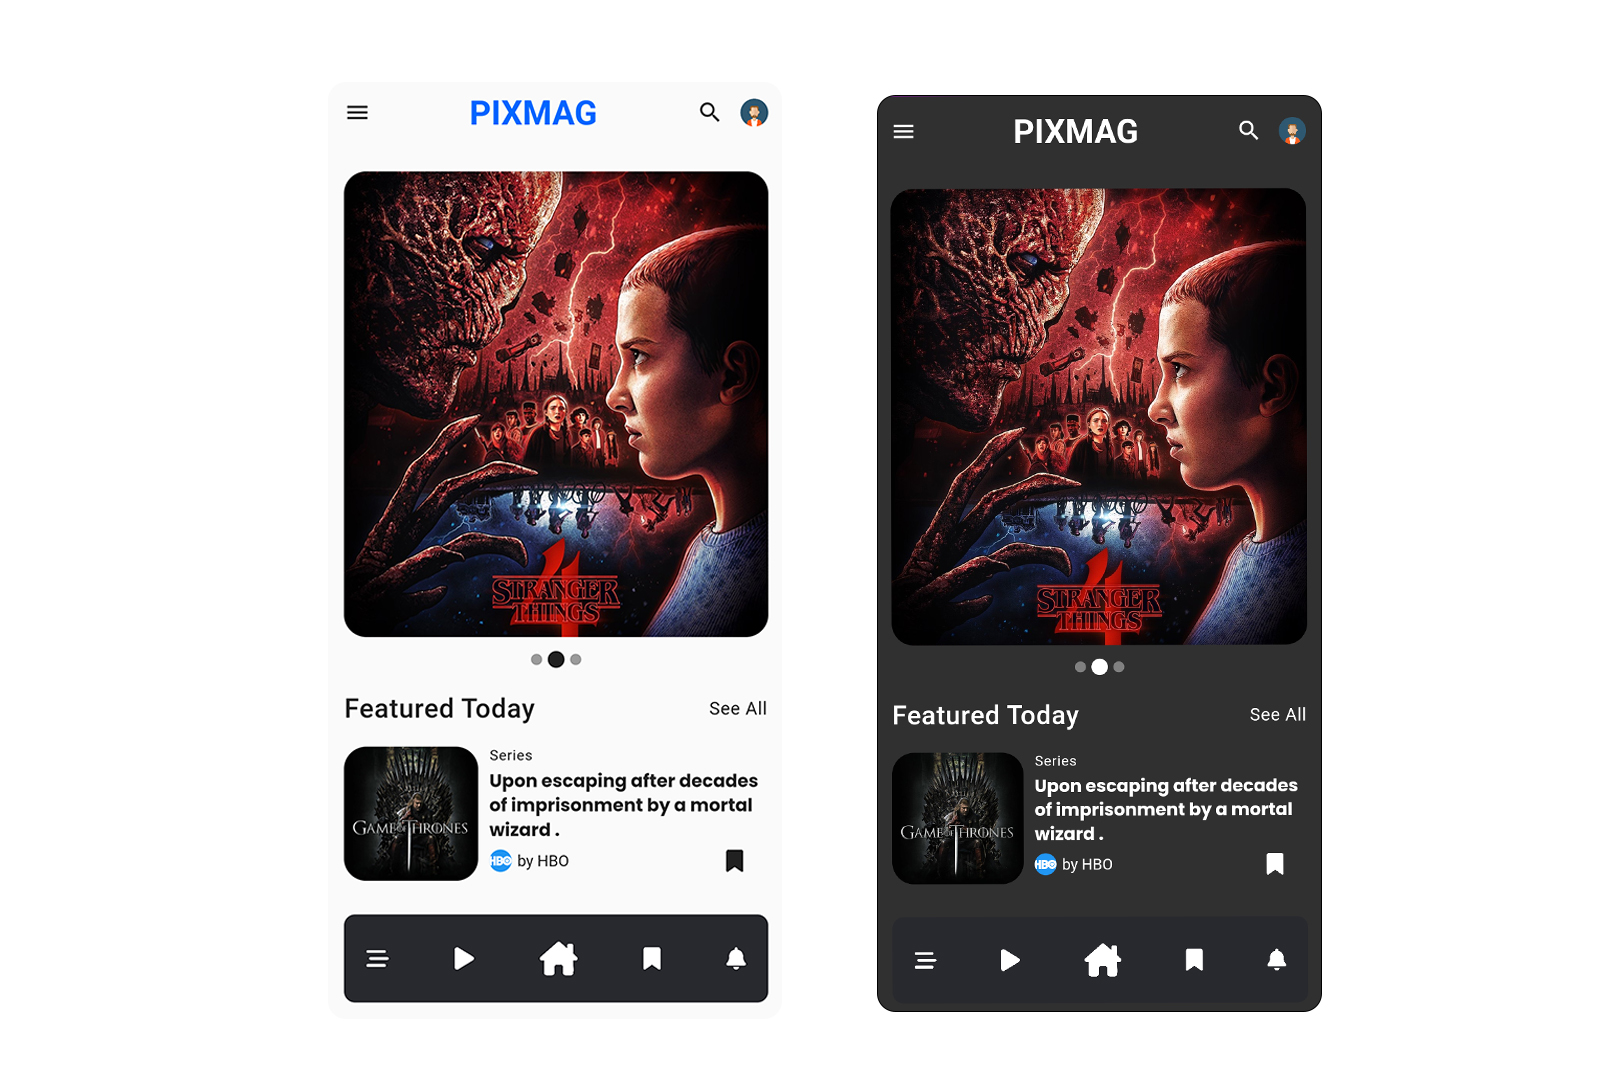 PIXMAG
4
STRANGER
THINGS
Featured Today
See All
GAME OF THRONES
Series
Upon escaping after decades
of imprisonment by a mortal
wizard .
HBO
by HBO
PIXMAG
4
STRANGER
THINGS
Featured Today
See All
GAME OF THRONES
Series
Upon escaping after decades
of imprisonment by a mortal
wizard .
HBO
by HBO